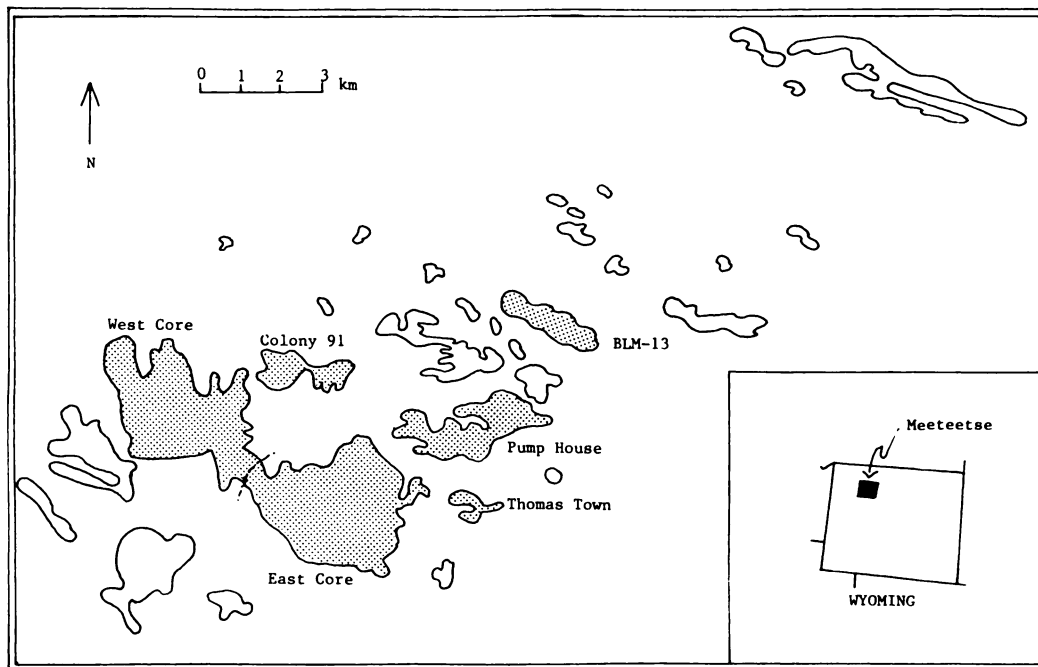 0 1 2 3 km
N
West Core
Colony 91
BLM-13
Pump House
Thomas Town
East Core
Meeteetse
WYOMING